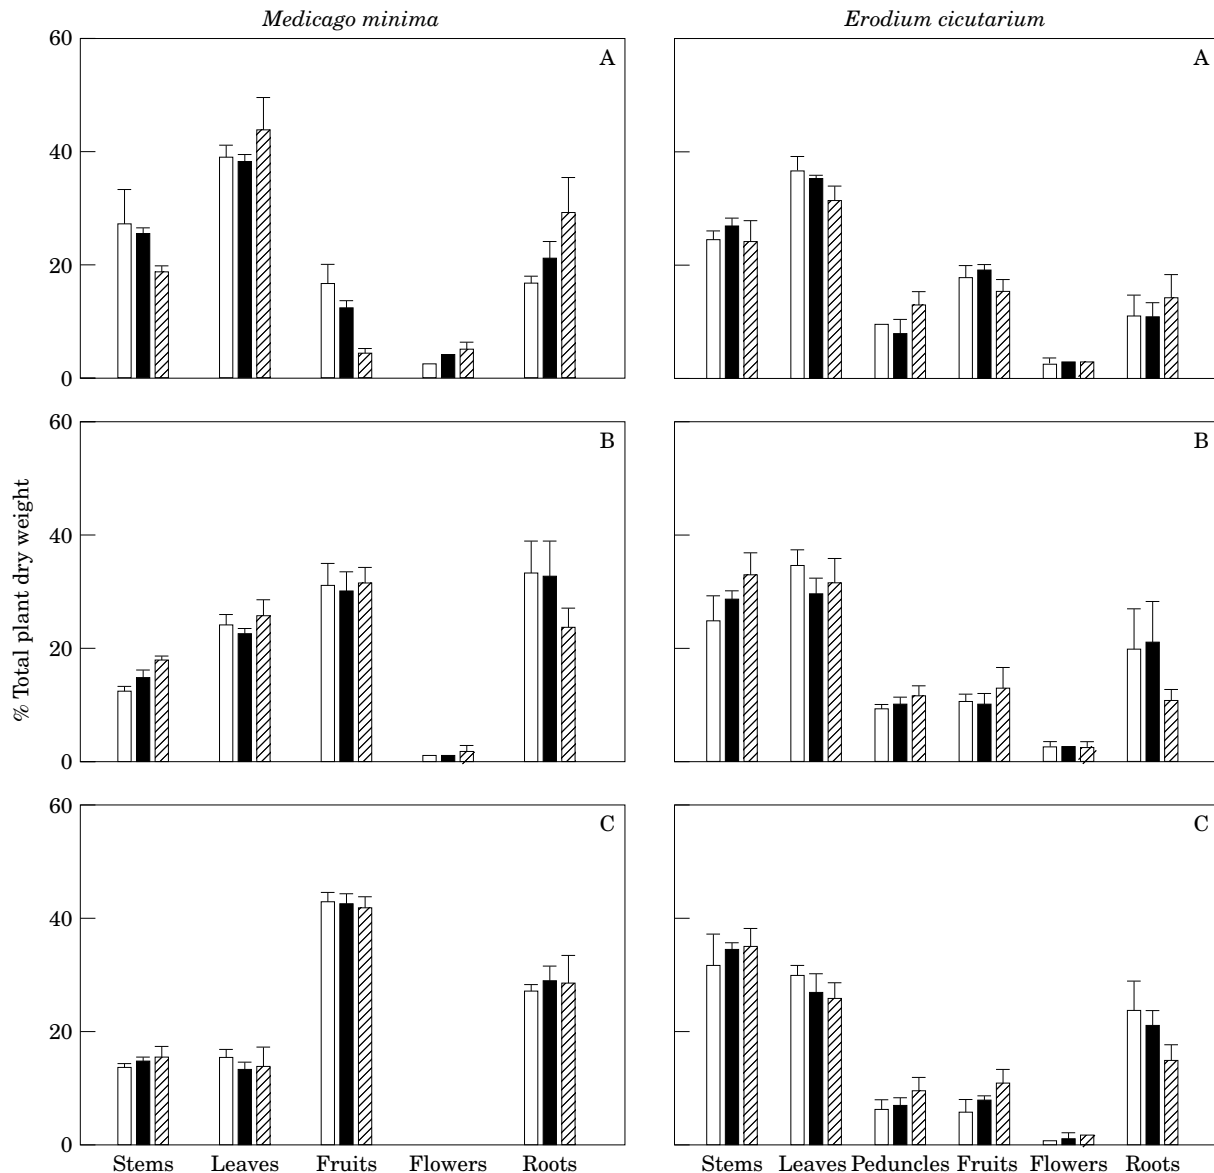 Medicago minima
Erodium cicutarium
60
40
20
0
A
A
60
40
20
0
B
B
% Total plant dry weight
60
40
20
0
C
C
Stems Leaves Fruits Flowers Roots
Stems Leaves Peduncles Fruits Flowers Roots